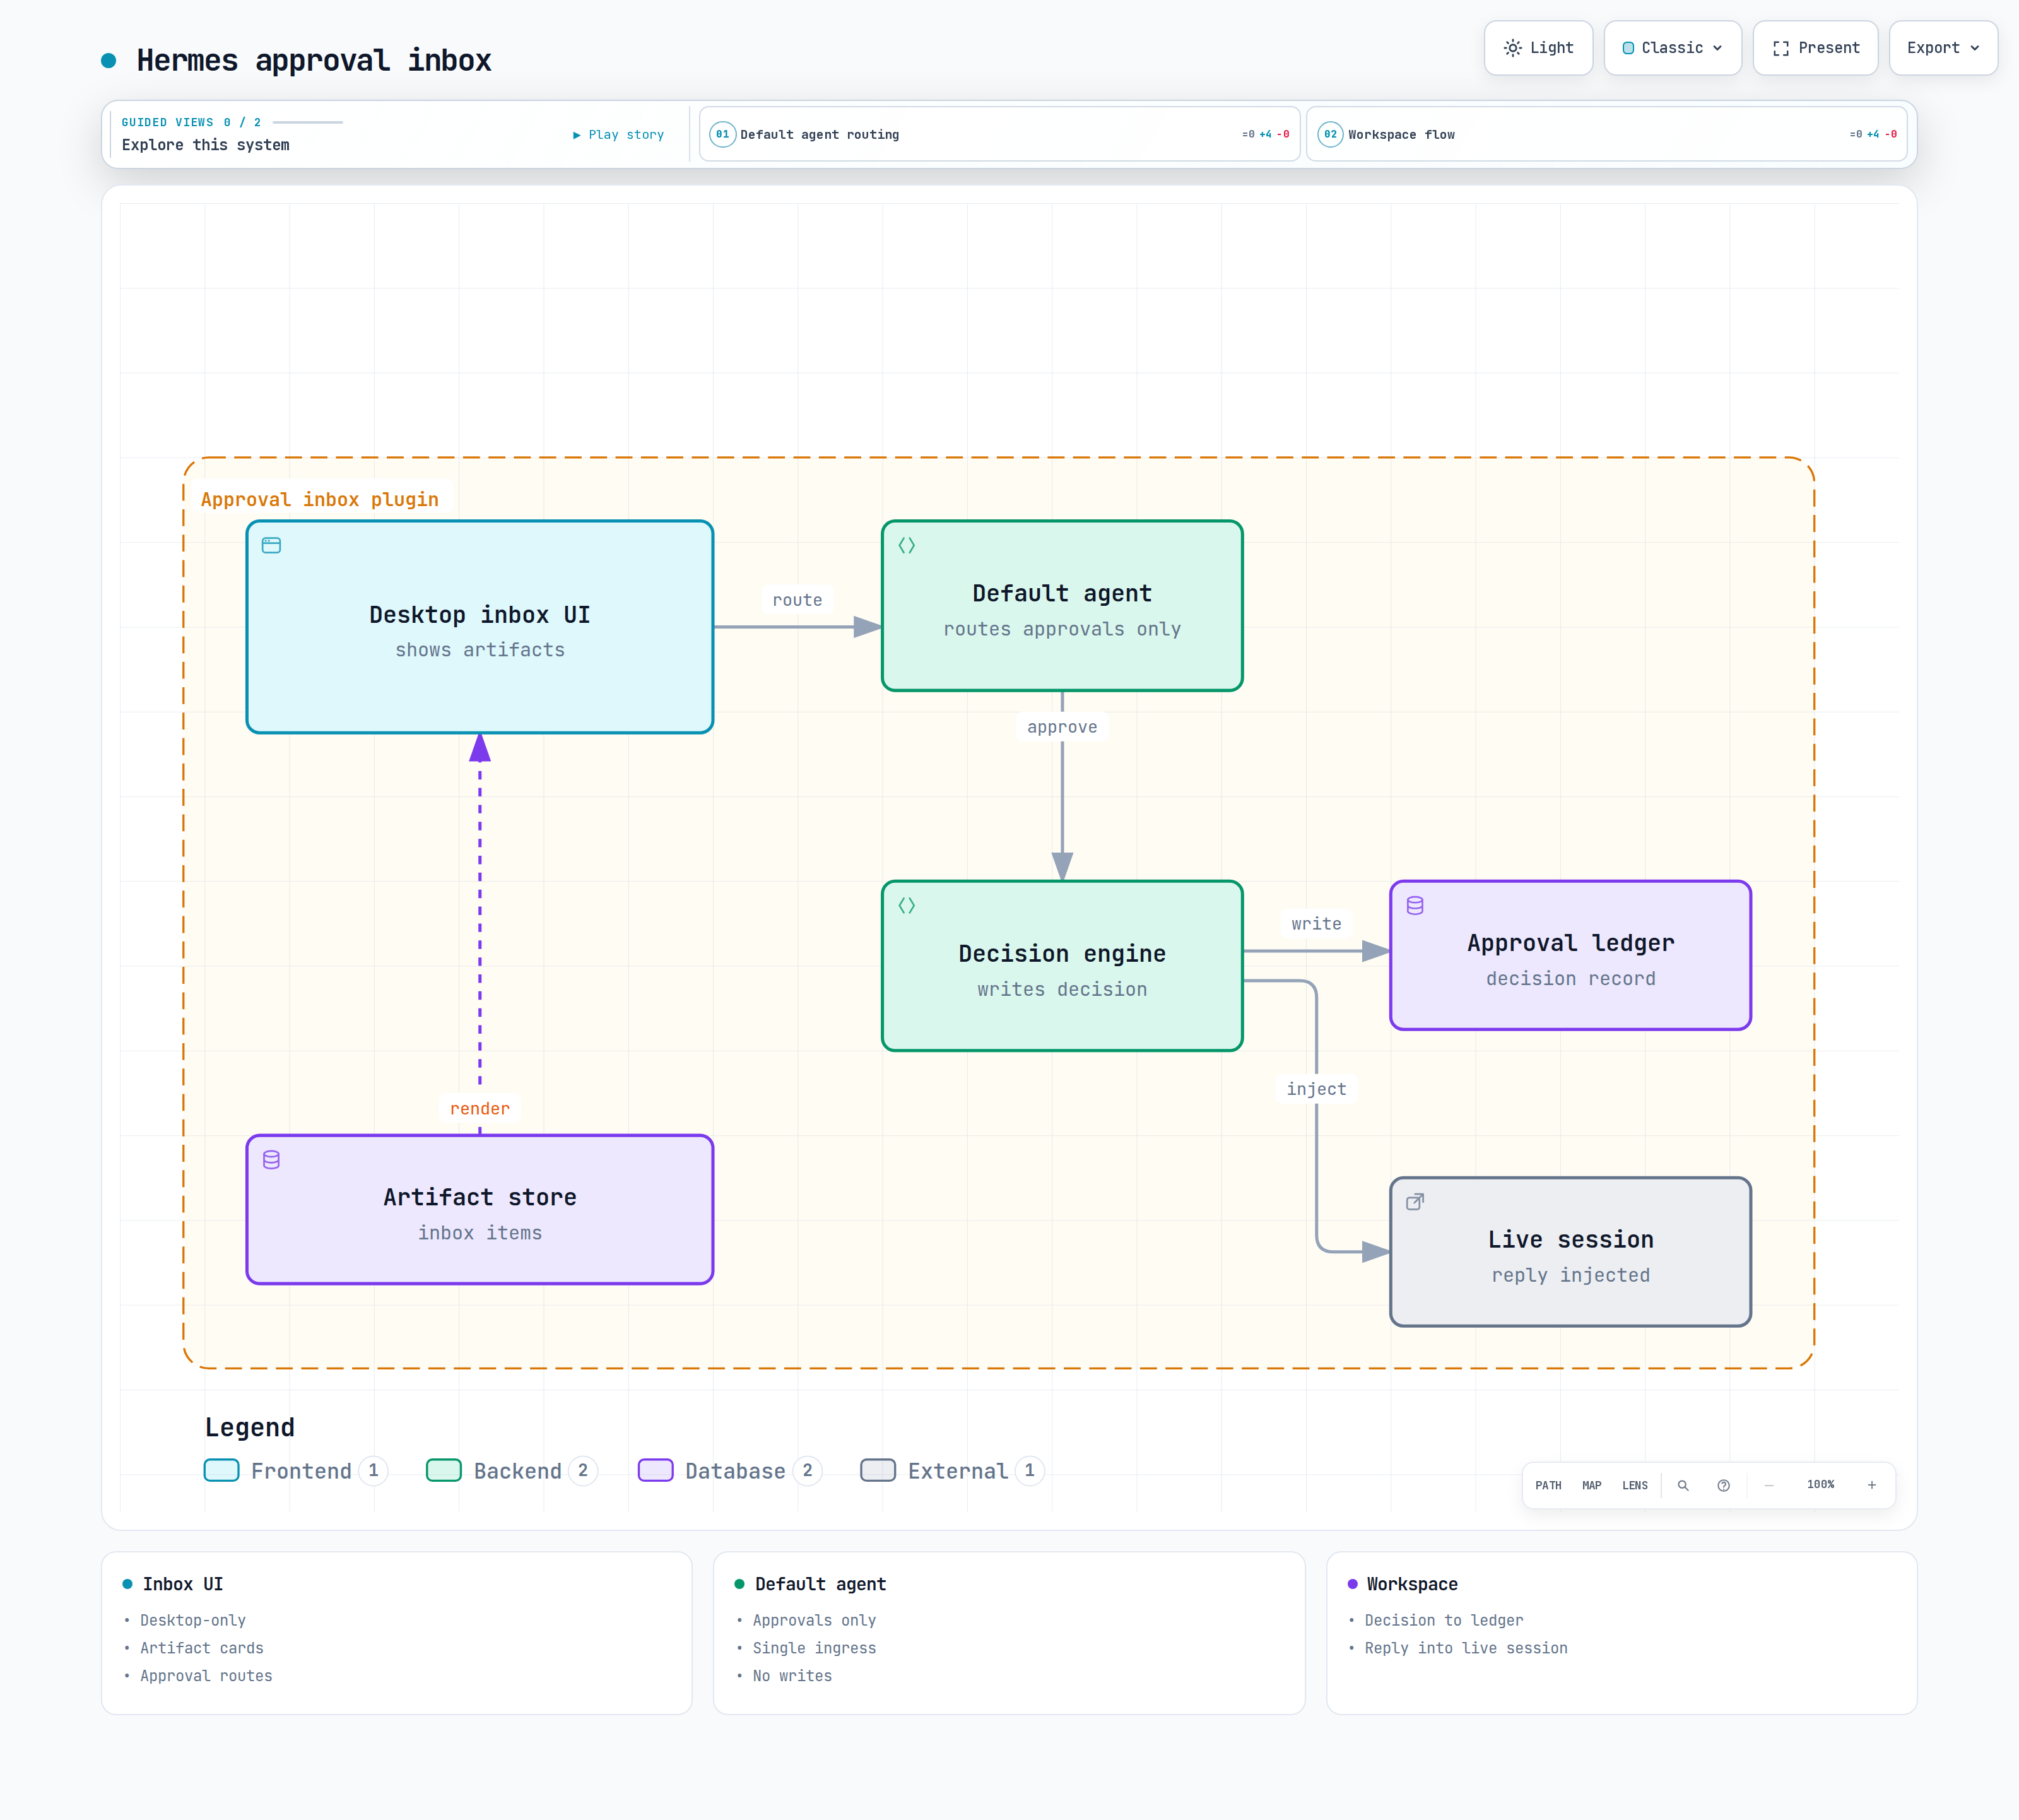 Hermes approval inbox
Light
Classic
Present
Export
GUIDED VIEWS 0 / 2
Explore this system
▶ Play story
01 Default agent routing =0 +4 -0
02 Workspace flow =0 +4 -0
Approval inbox plugin
Desktop inbox UI
shows artifacts
route
Default agent
routes approvals only
approve
Decision engine
writes decision
write
Approval ledger
decision record
inject
render
Artifact store
inbox items
Live session
reply injected
Legend
Frontend 1
Backend 2
Database 2
External 1
PATH MAP LENS ? – 100% +
Inbox UI
• Desktop-only
• Artifact cards
• Approval routes
Default agent
• Approvals only
• Single ingress
• No writes
Workspace
• Decision to ledger
• Reply into live session